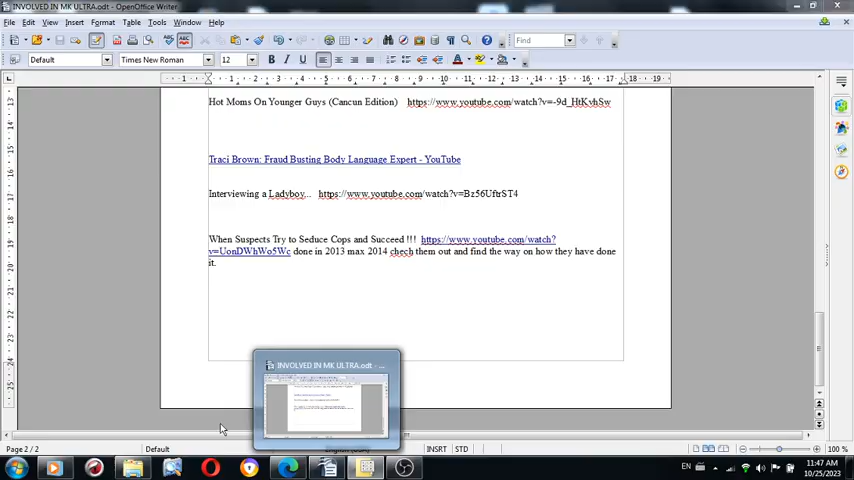 INVOLVED IN MK ULTRA.odt - OpenOffice Writer
File Edit View Insert Format Table Tools Window Help
Find
Default Times New Roman 12
Hot Moms On Younger Guys (Cancun Edition) https://www.youtube.com/watch?v=-9d_HtKvhSw
Traci Brown: Fraud Busting Body Language Expert - YouTube
Interviewing a Ladyboy... https://www.youtube.com/watch?v=Bz56UftrST4
When Suspects Try to Seduce Cops and Succeed !!! https://www.youtube.com/watch?
v=UonDWhWo5Wc done in 2013 max 2014 chech them out and find the way on how they have done
it.
INVOLVED IN MK ULTRA.odt - ...
Page 2 / 2 Default INSRT STD 100 %
EN 11:47 AM
10/25/2023